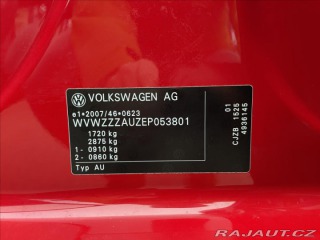 VOLKSWAGEN AG
e1*2007/46*0623
WVWZZZAUZEP053801
1720 kg
2875 kg
1- 0910 kg
2- 0860 kg
Typ AU
01
CJZB 1525
4936145
RAJAUT.CZ